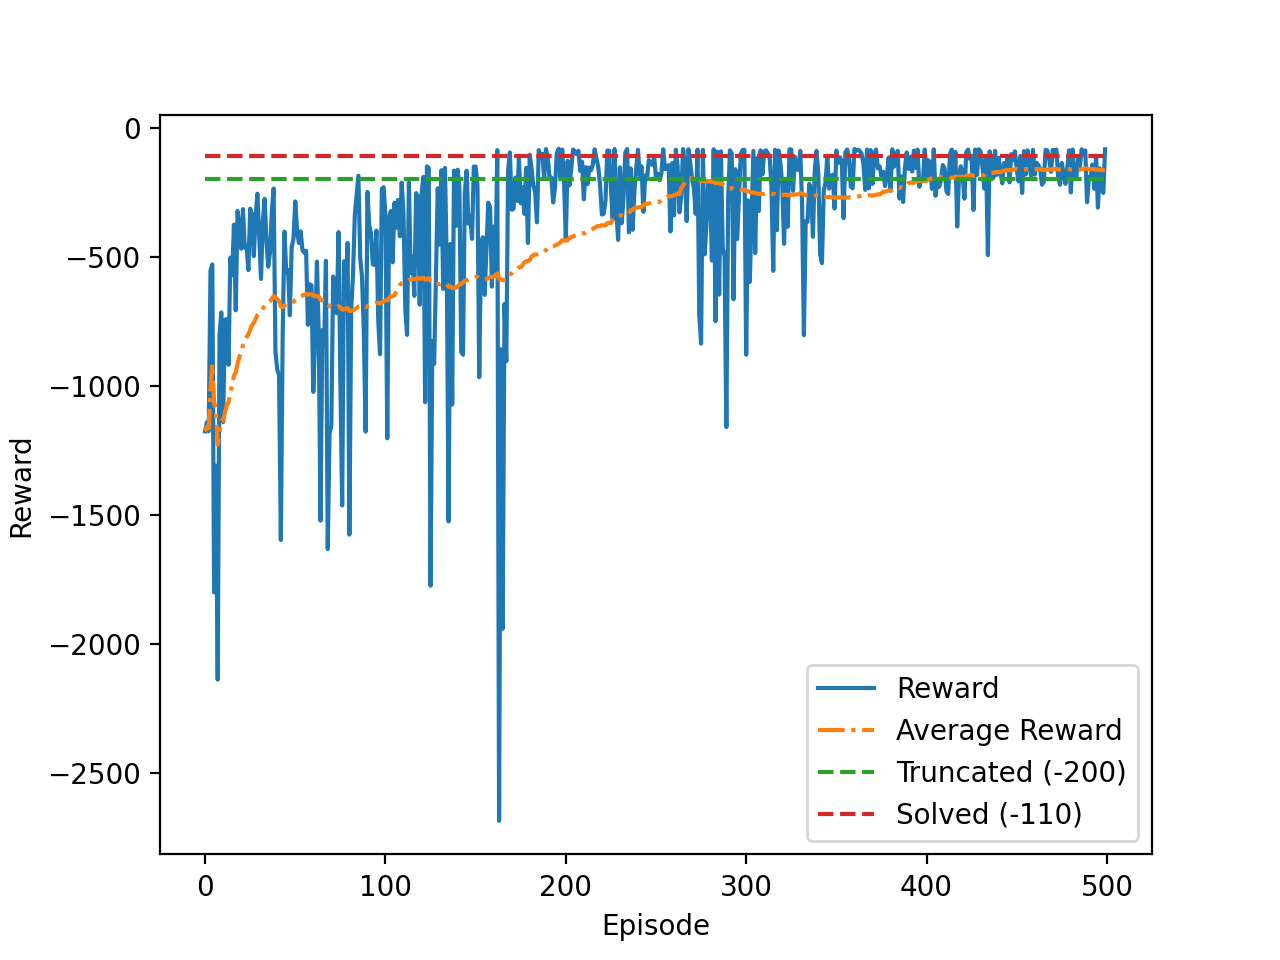 0
−500
−1000
−1500
−2000
−2500
Reward
0 100 200 300 400 500
Episode
Reward
Average Reward
Truncated (-200)
Solved (-110)